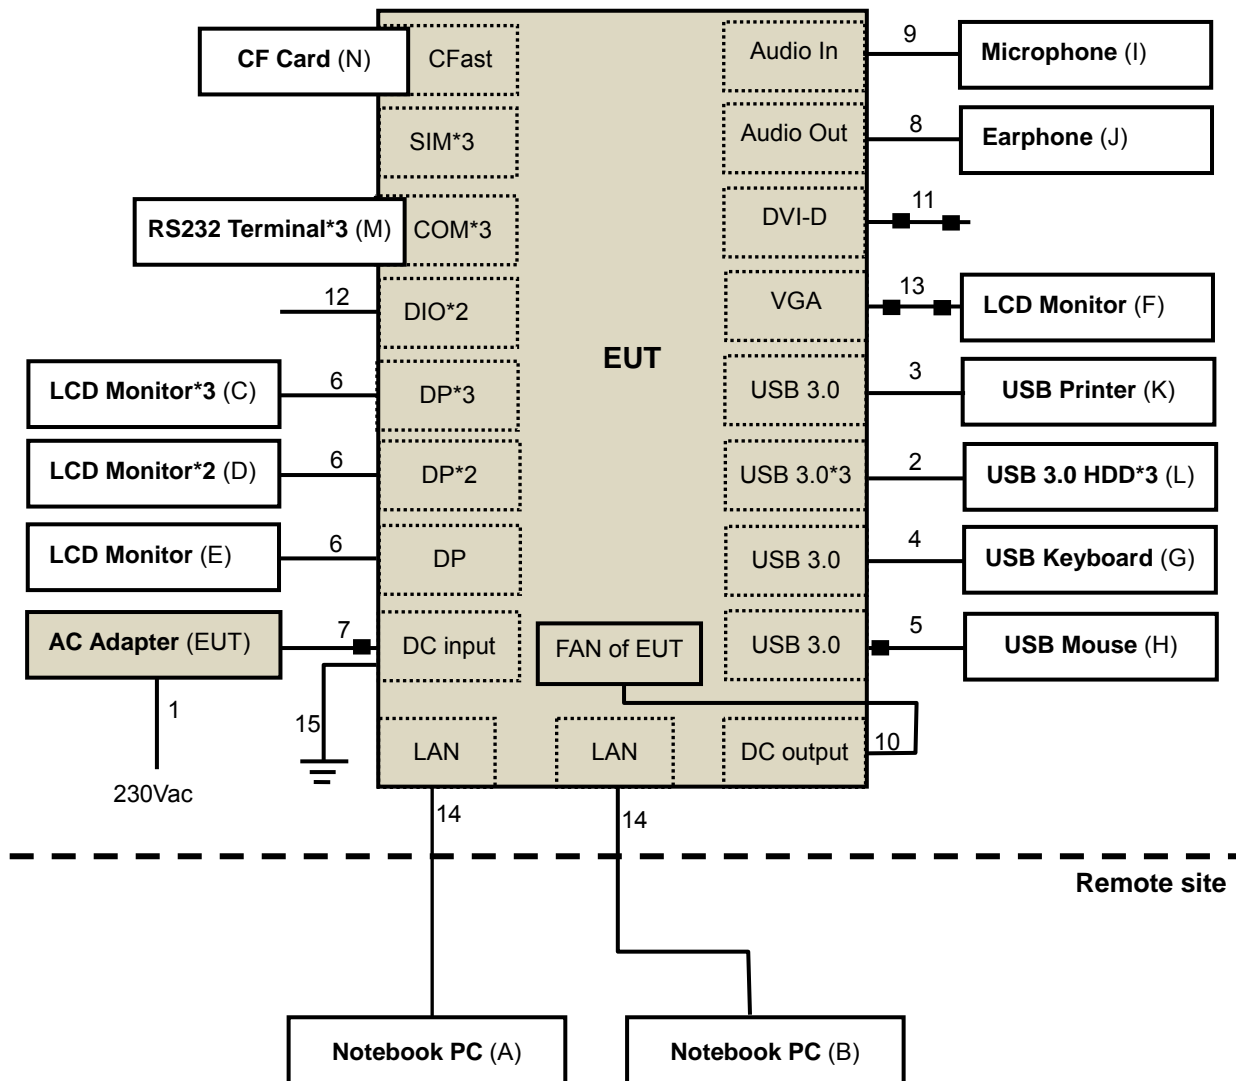 CF Card (N)
CFast
Audio In
9
Microphone (I)
SIM*3
Audio Out
8
Earphone (J)
RS232 Terminal*3 (M)
COM*3
DVI-D
11
12
DIO*2
VGA
13
LCD Monitor (F)
EUT
LCD Monitor*3 (C)
6
DP*3
USB 3.0
3
USB Printer (K)
LCD Monitor*2 (D)
6
DP*2
USB 3.0*3
2
USB 3.0 HDD*3 (L)
LCD Monitor (E)
6
DP
USB 3.0
4
USB Keyboard (G)
AC Adapter (EUT)
7
DC input
FAN of EUT
USB 3.0
5
USB Mouse (H)
1
15
230Vac
LAN
LAN
DC output
10
14
14
Remote site
Notebook PC (A)
Notebook PC (B)